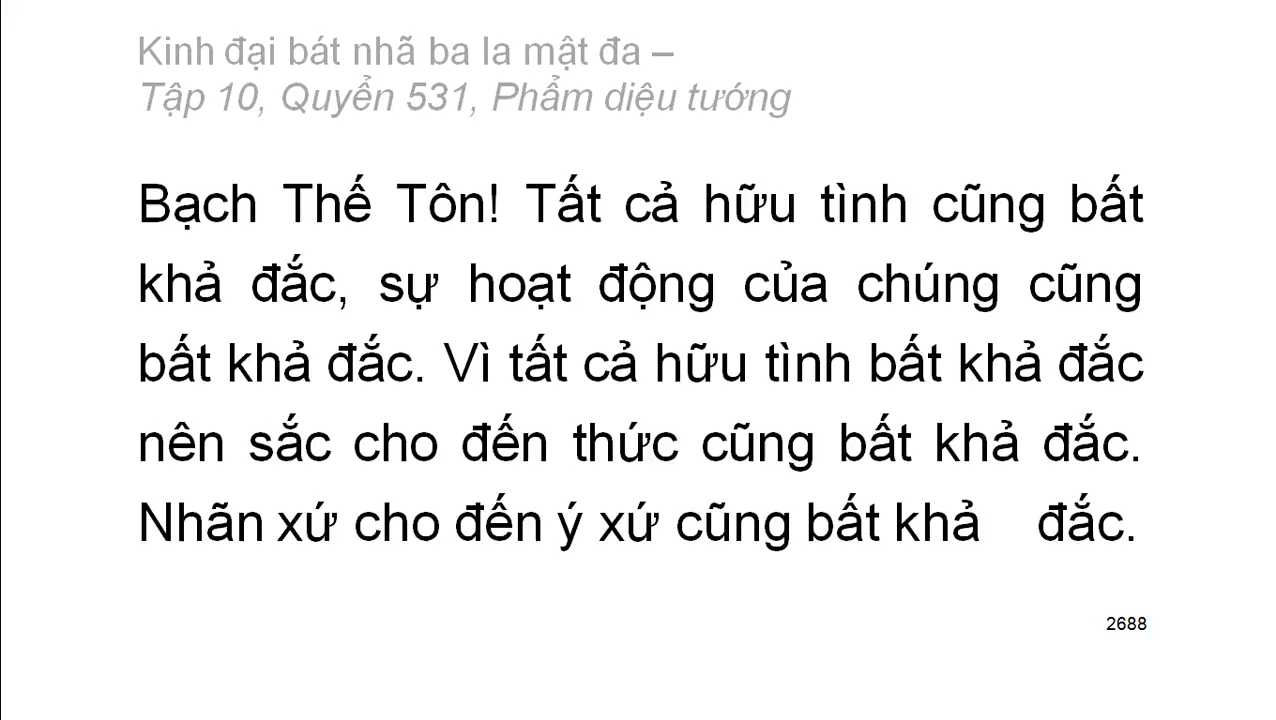 Kinh đại bát nhã ba la mật đa –
Tập 10, Quyển 531, Phẩm diệu tướng
Bạch Thế Tôn! Tất cả hữu tình cũng bất
khả đắc, sự hoạt động của chúng cũng
bất khả đắc. Vì tất cả hữu tình bất khả đắc
nên sắc cho đến thức cũng bất khả đắc.
Nhãn xứ cho đến ý xứ cũng bất khả đắc.
2688